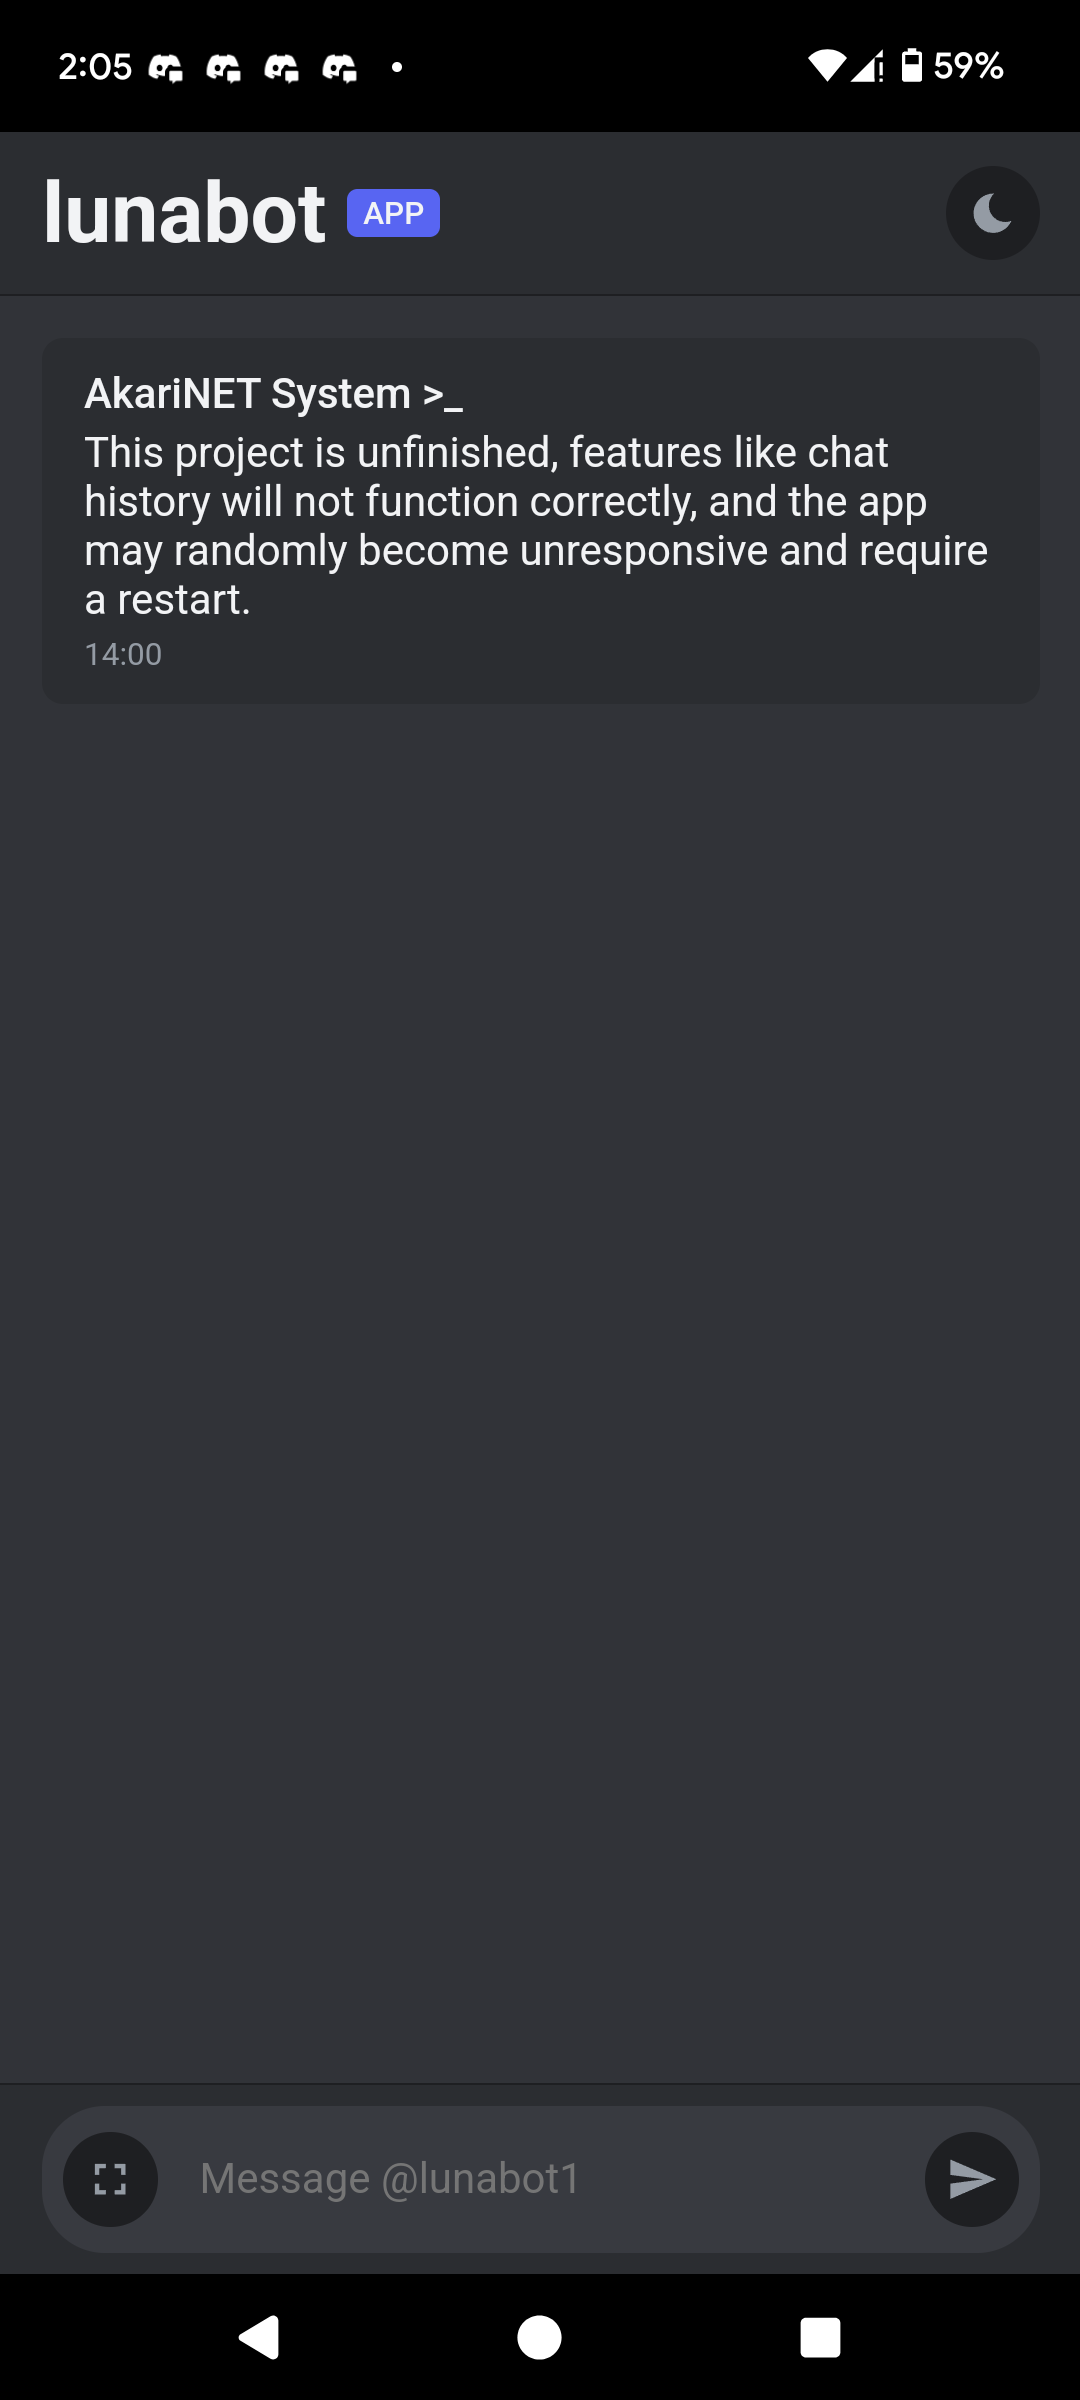 2:05
59%
lunabot APP
AkariNET System >_
This project is unfinished, features like chat
history will not function correctly, and the app
may randomly become unresponsive and require
a restart.
14:00
Message @lunabot1